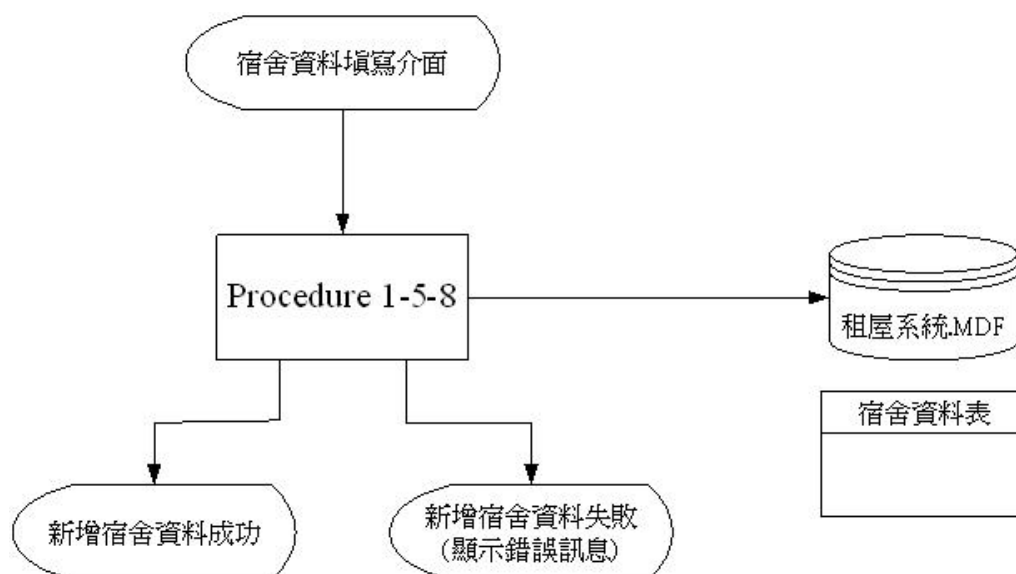 宿舍資料填寫介面
Procedure 1-5-8
租屋系統.MDF
宿舍資料表
新增宿舍資料成功
新增宿舍資料失敗
(顯示錯誤訊息)